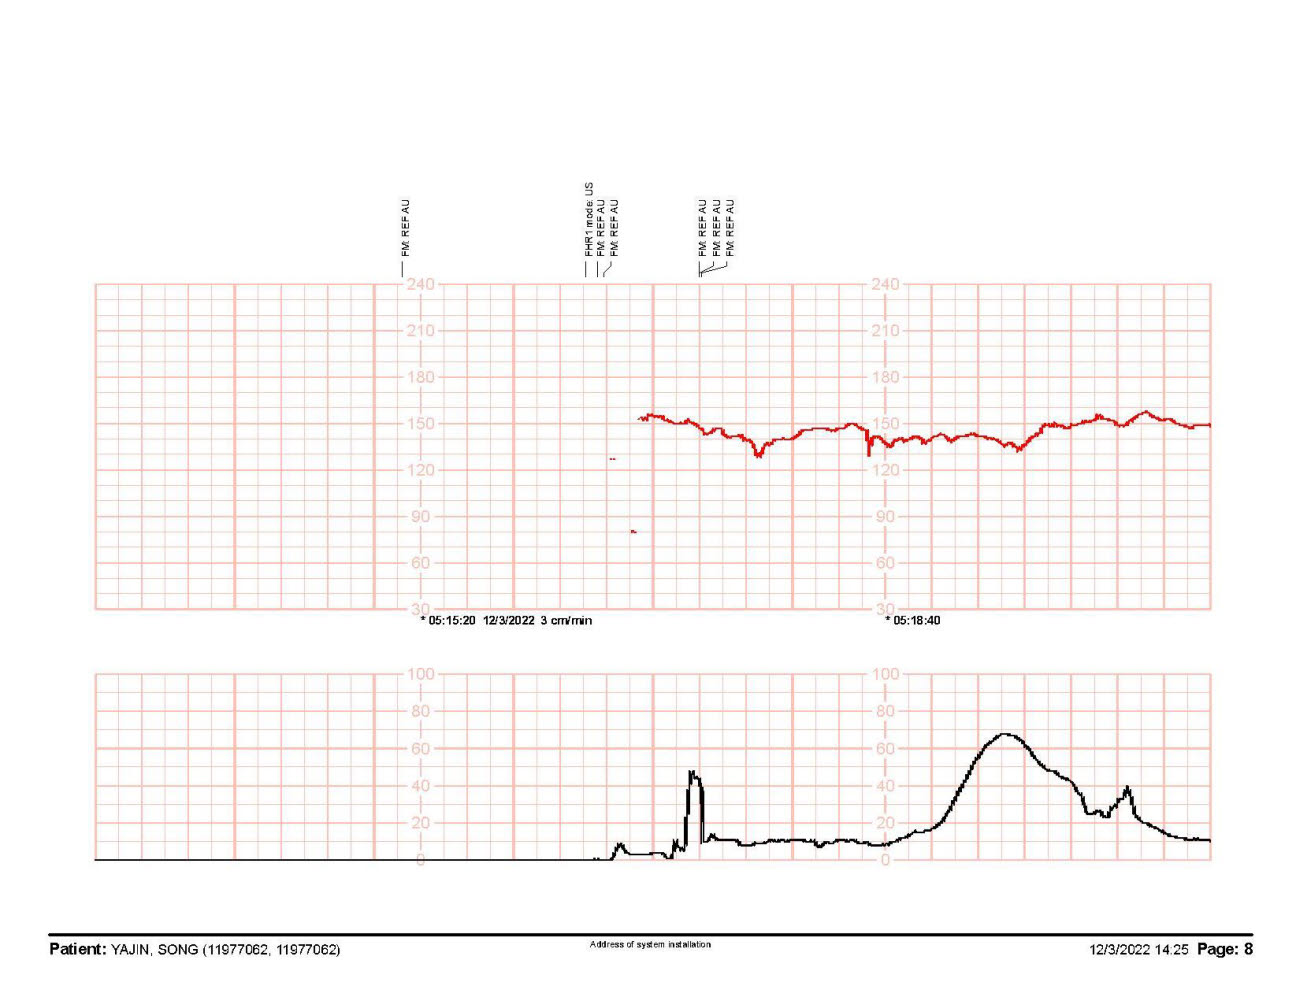 FM: REF AU
FHR1 mode: US
FM: REF AU
FM: REF AU
FM: REF AU
FM: REF AU
FM: REF AU
240 240
210 210
180 180
150 150
120 120
90 90
60 60
30 30
* 05:15:20 12/3/2022 3 cm/min * 05:18:40
100 100
80 80
60 60
40 40
20 20
0 0
Patient: YAJIN, SONG (11977062, 11977062) Address of system installation 12/3/2022 14:25 Page: 8